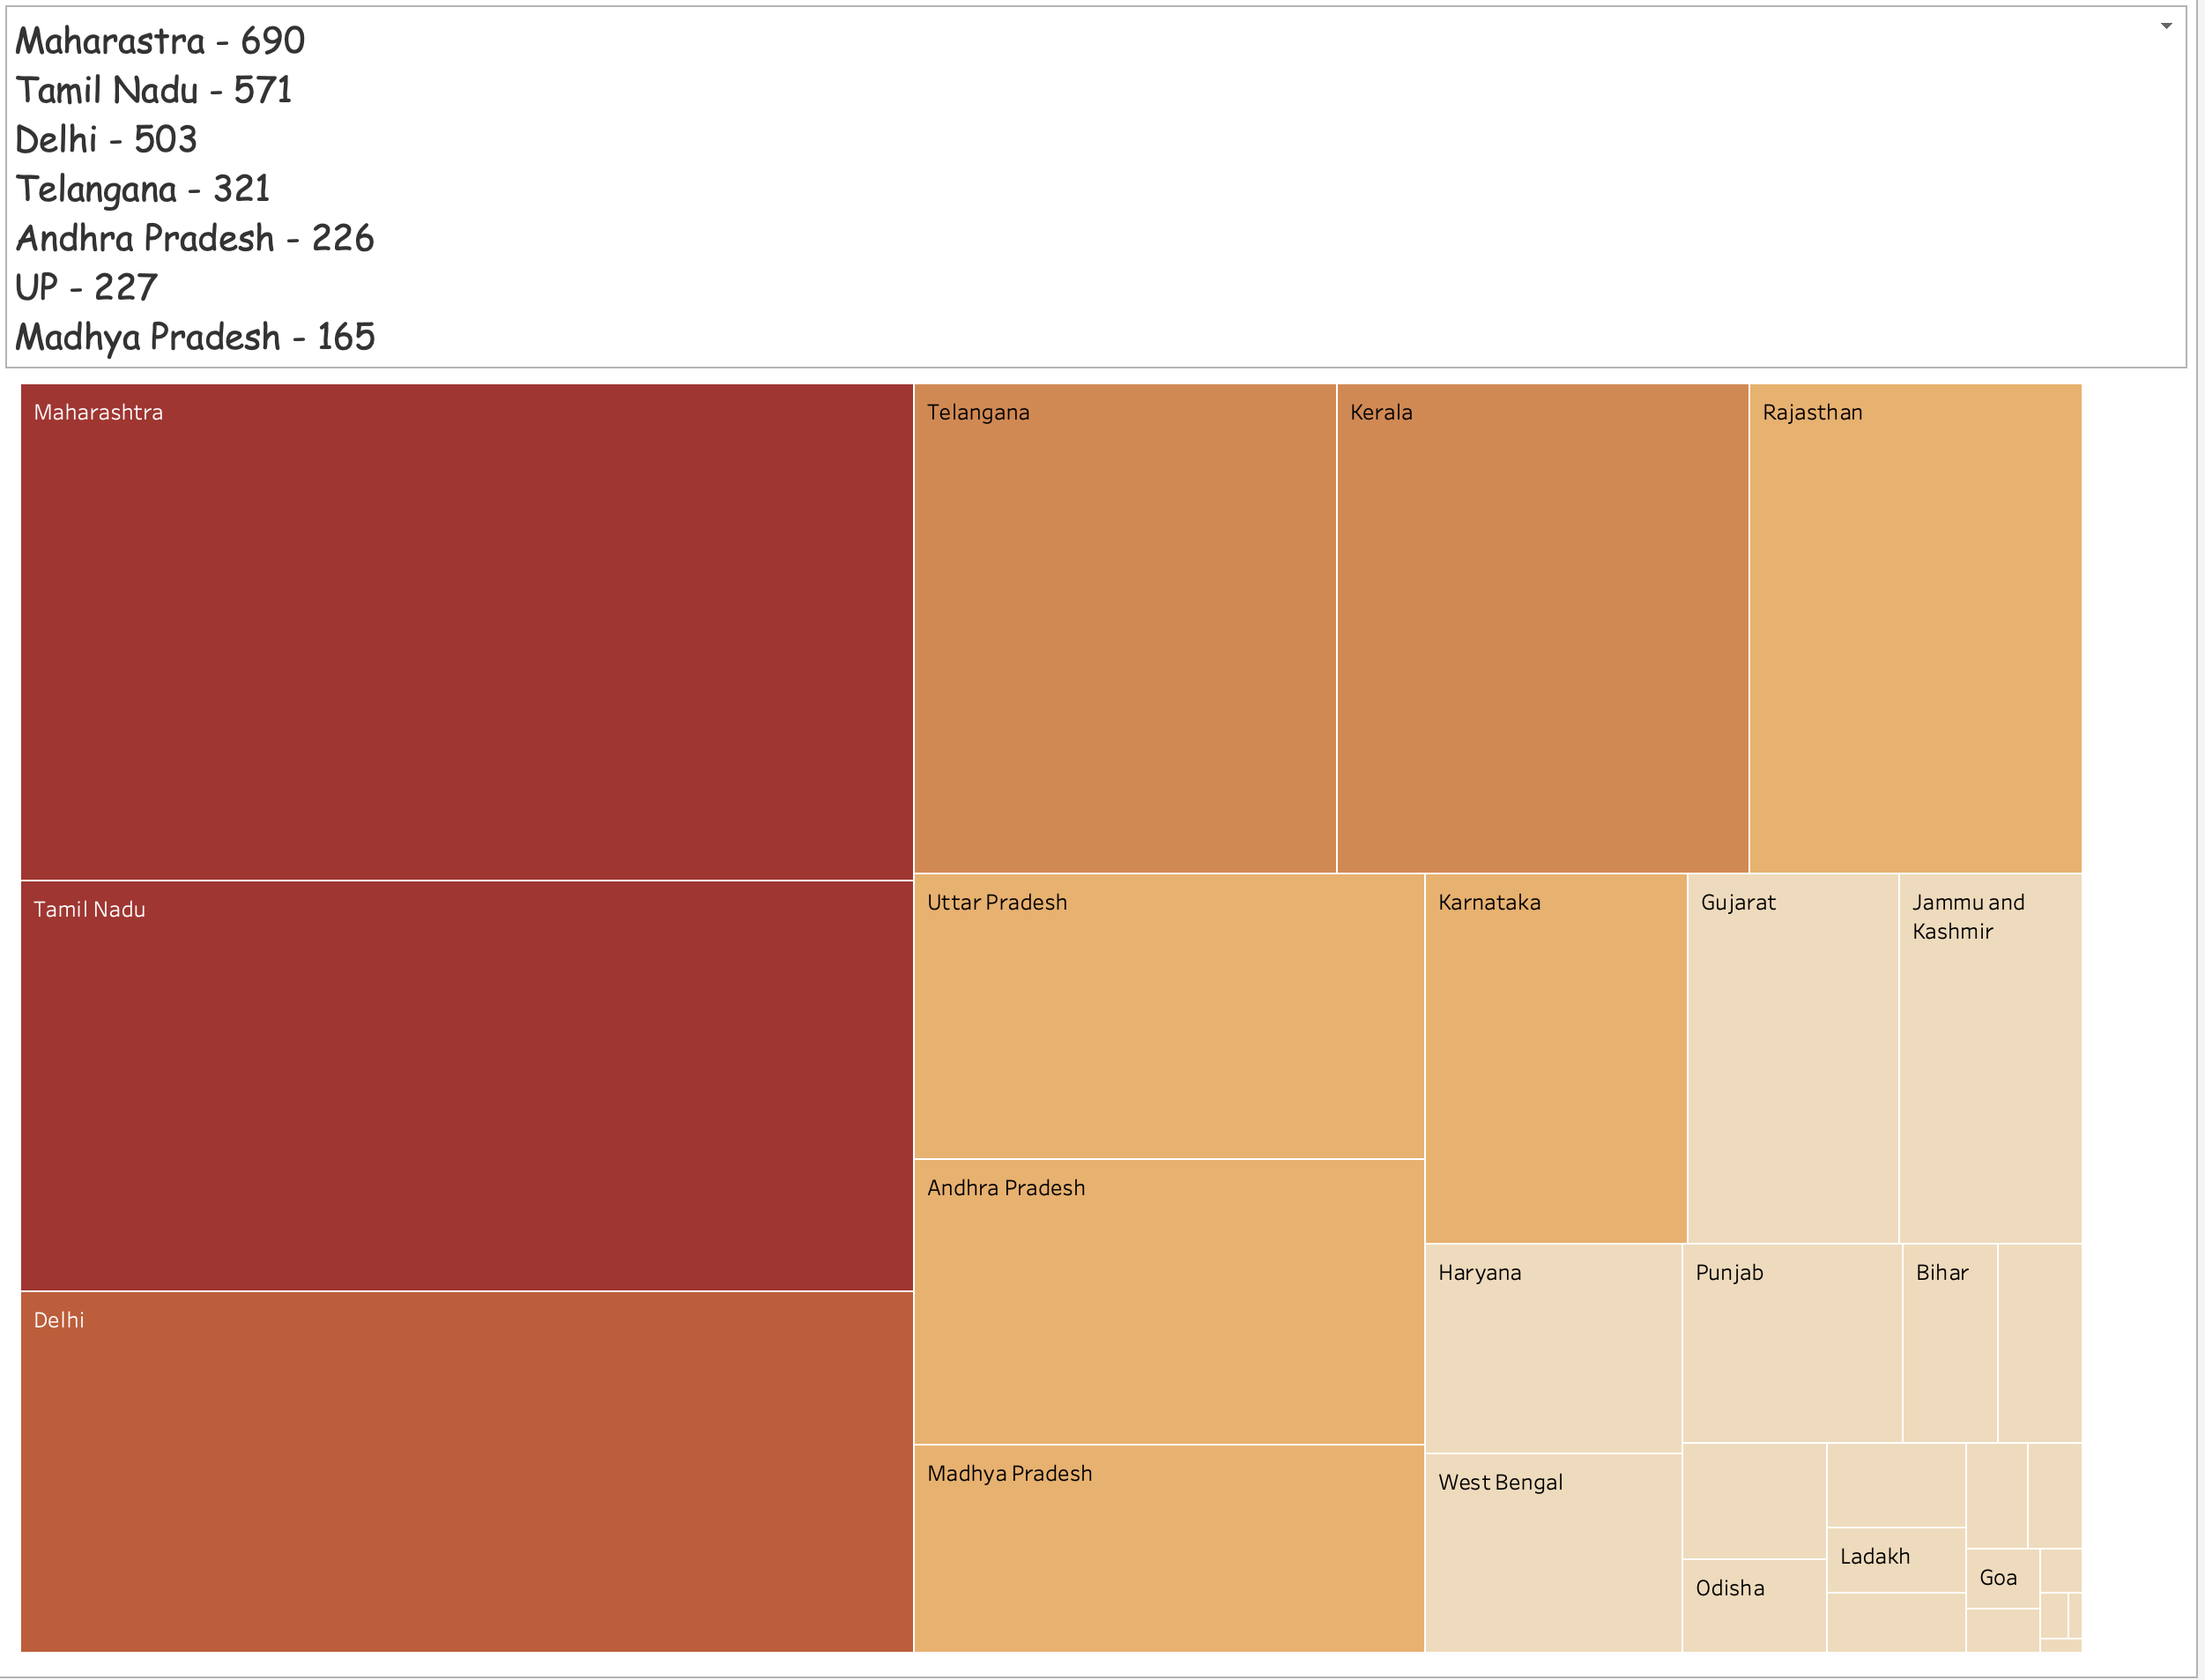 Maharastra - 690
Tamil Nadu - 571
Delhi - 503
Telangana - 321
Andhra Pradesh - 226
UP - 227
Madhya Pradesh - 165
Maharashtra
Telangana
Kerala
Rajasthan
Tamil Nadu
Uttar Pradesh
Karnataka
Gujarat
Jammu and
Kashmir
Andhra Pradesh
Haryana
Punjab
Bihar
Delhi
Madhya Pradesh
West Bengal
Ladakh
Goa
Odisha